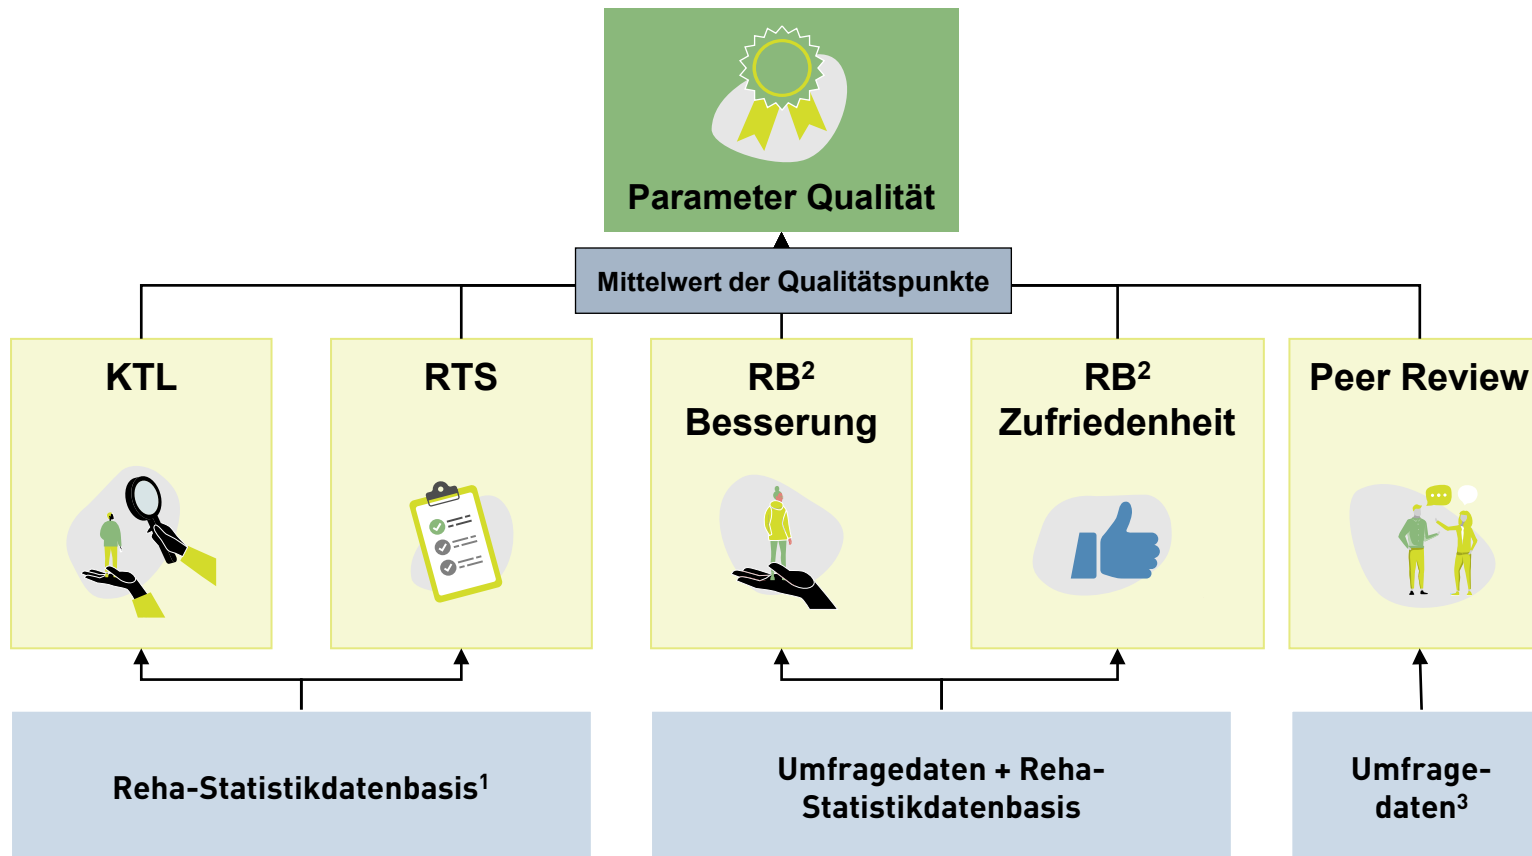 Parameter Qualität
Mittelwert der Qualitätspunkte
KTL
RTS
RB²
Besserung
RB²
Zufriedenheit
Peer Review
Reha-Statistikdatenbasis¹
Umfragedaten + Reha-
Statistikdatenbasis
Umfrage-
daten³